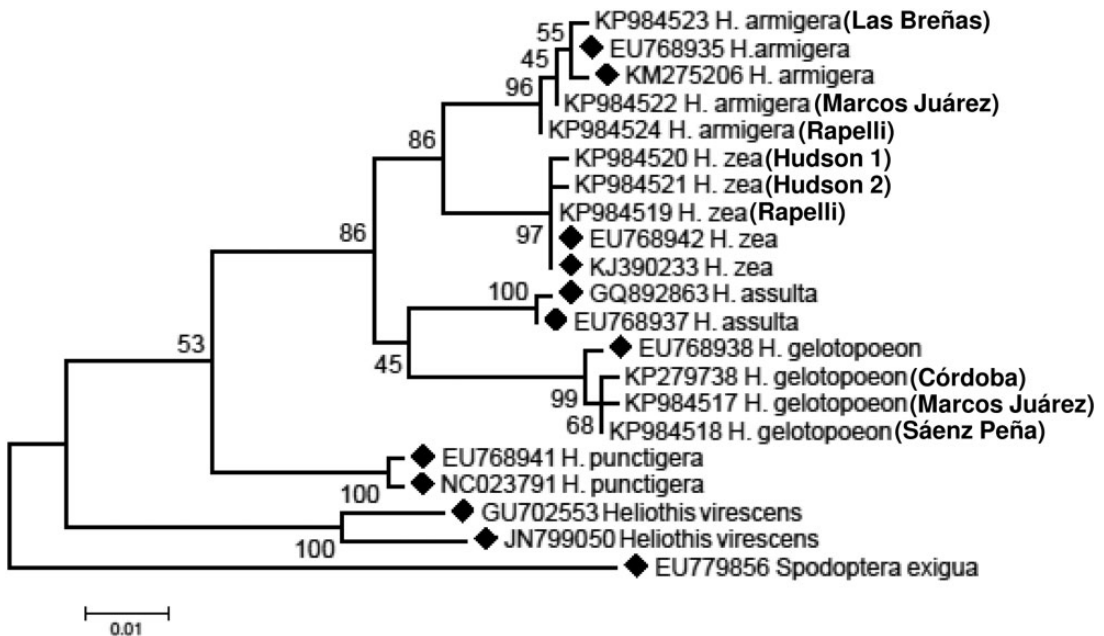 KP984523 H. armigera (Las Breñas)
55
EU768935 H.armigera
45
KM275206 H. armigera
96
KP984522 H. armigera (Marcos Juárez)
KP984524 H. armigera (Rapelli)
86
KP984520 H. zea (Hudson 1)
KP984521 H. zea (Hudson 2)
KP984519 H. zea (Rapelli)
86
97
EU768942 H. zea
KJ390233 H. zea
100
GQ892863 H. assulta
EU768937 H. assulta
53
EU768938 H. gelotopoeon
45
KP279738 H. gelotopoeon (Córdoba)
99
KP984517 H. gelotopoeon (Marcos Juárez)
68
KP984518 H. gelotopoeon (Sáenz Peña)
EU768941 H. punctigera
100
NC023791 H. punctigera
GU702553 Heliothis virescens
100
JN799050 Heliothis virescens
EU779856 Spodoptera exigua
0.01